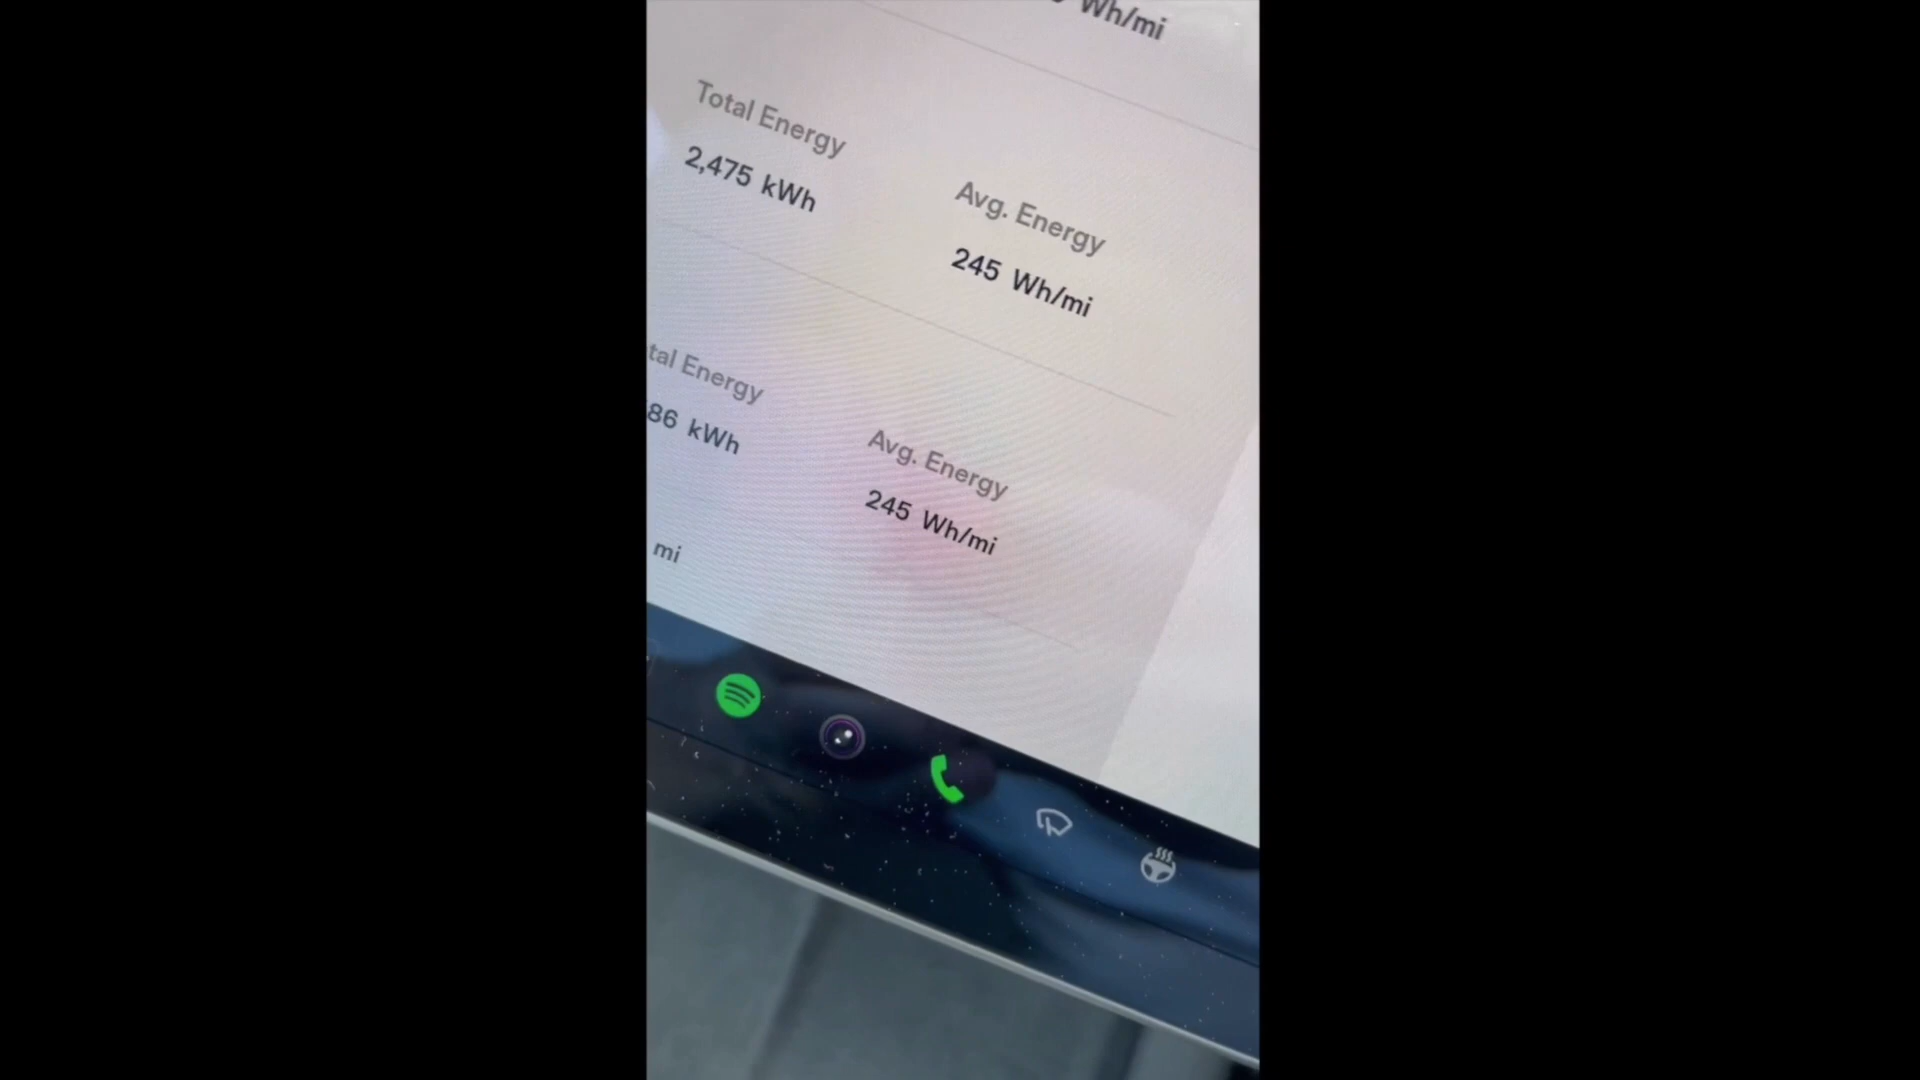 Wh/mi
Total Energy
2,475 kWh
Avg. Energy
245 Wh/mi
tal Energy
86 kWh
Avg. Energy
245 Wh/mi
mi